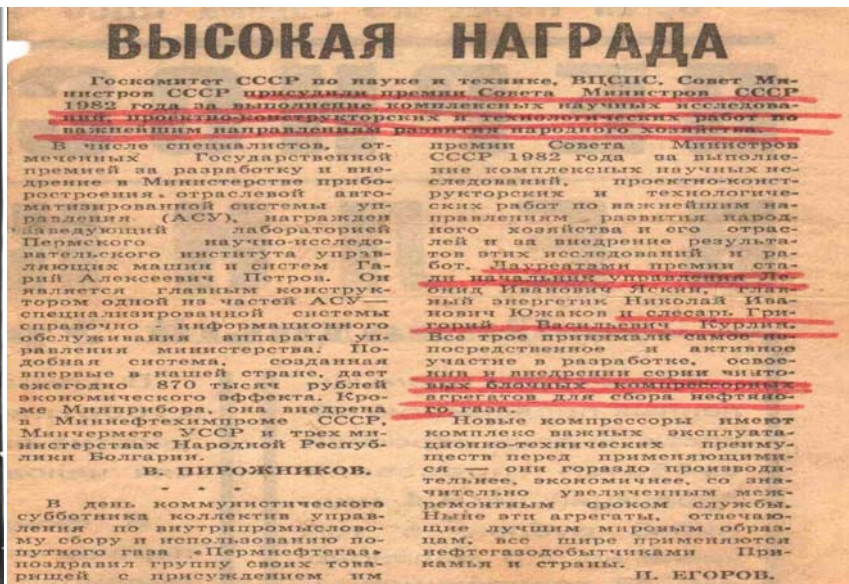 ВЫСОКАЯ НАГРАДА
Госкомитет СССР по науке и технике, ВЦСПС, Совет Ми-
нистров СССР присудили премии Совета Министров СССР
1982 года за выполнение комплексных научных исследова-
ний, проектно-конструкторских и технологических работ по
важнейшим направлениям развития народного хозяйства.
В числе специалистов, от-
меченных Государственной
премией за разработку и вне-
дрение в Министерстве прибо-
ростроения отраслевой авто-
матизированной системы уп-
равления (АСУ), награжден
заведующий лабораторией
Пермского научно-исследо-
вательского института управ-
ляющих машин и систем Га-
рий Алексеевич Петров. Он
является главным конструк-
тором одной из частей АСУ —
специализированной системы
справочно - информационного
обслуживания аппарата уп-
равления министерства. По-
добная система, созданная
впервые в нашей стране, дает
ежегодно 870 тысяч рублей
экономического эффекта. Кро-
ме Минприбора, она внедрена
в Миннефтехимпроме СССР,
Минчермете УССР и трех ми-
нистерствах Народной Респуб-
лики Болгарии.
В. ПИРОЖНИКОВ.
* * *
В день коммунистического
субботника коллектив управ-
ления по внутрипромыслово-
му сбору и использованию по-
путного газа «Пермнефтегаз»
поздравил группу своих това-
рищей с присуждением им
премии Совета Министров
СССР 1982 года за выполне-
ние комплексных научных ис-
следований, проектно-конст-
рукторских и технологиче-
ских работ по важнейшим на-
правлениям развития народ-
ного хозяйства и его отрас-
лей и за внедрение результа-
тов этих исследований и ра-
бот. Лауреатами премии ста-
ли начальник управления Ле-
онид Иванович Яскин, глав-
ный энергетик Николай Ива-
нович Южаков и слесарь Гри-
горий Васильевич Курлин.
Все трое принимали самое не-
посредственное и активное
участие в разработке, освое-
нии и внедрении серии винто-
вых блочных компрессорных
агрегатов для сбора нефтяно-
го газа.
Новые компрессоры имеют
комплекс важных эксплуата-
ционно-технических преиму-
ществ перед применяющими-
ся — они гораздо производи-
тельнее, экономичнее, со зна-
чительно увеличенным меж-
ремонтным сроком службы.
Ныне эти агрегаты, отвечаю-
щие лучшим мировым образ-
цам, все шире применяются
нефтегазодобытчиками При-
камья и страны.
П. ЕГОРОВ.